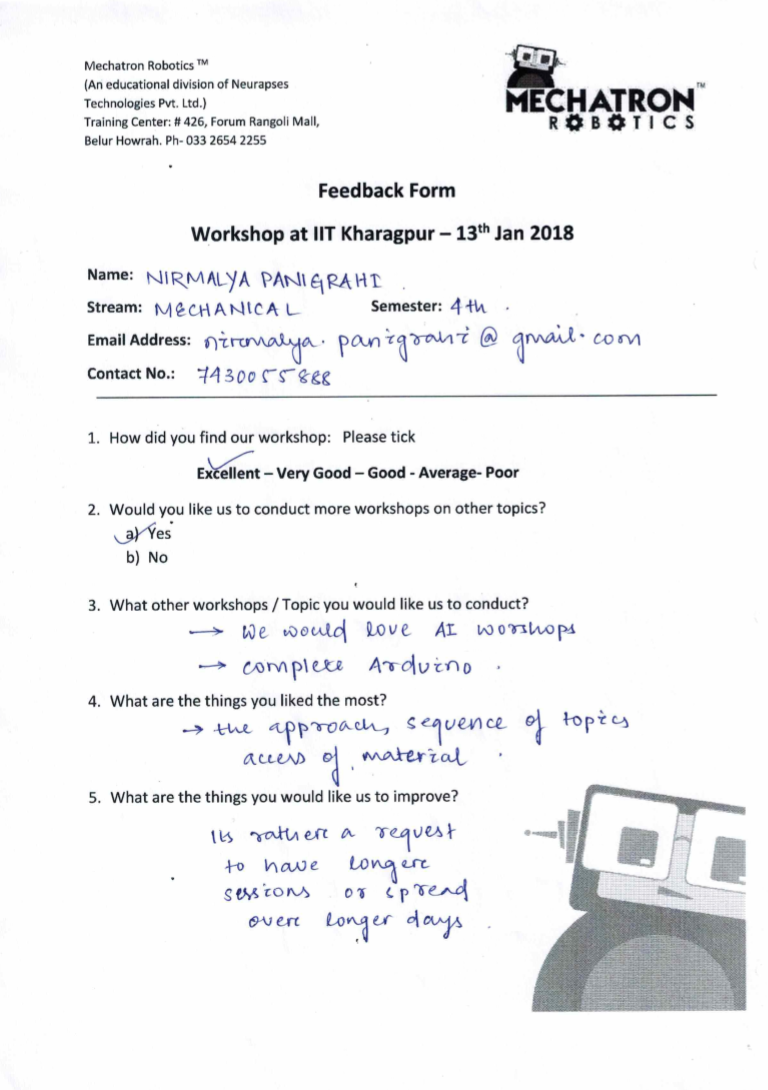 Mechatron Robotics ™
(An educational division of Neurapses
Technologies Pvt. Ltd.)
Training Center: # 426, Forum Rangoli Mall,
Belur Howrah. Ph- 033 2654 2255
MECHATRON™
ROBOTICS
Feedback Form
Workshop at IIT Kharagpur – 13th Jan 2018
Name: NIRMALYA PANIGRAHI
Stream: MECHANICAL Semester: 4th .
Email Address: nirmalya.panigrahi@gmail.com
Contact No.: 7430055888
1. How did you find our workshop: Please tick
Excellent – Very Good – Good - Average- Poor
2. Would you like us to conduct more workshops on other topics?
a) Yes
b) No
3. What other workshops / Topic you would like us to conduct?
→ We would love AI worshops
→ complete Arduino .
4. What are the things you liked the most?
→ the approach, sequence of topics
access of material .
5. What are the things you would like us to improve?
Its rather a request
to have longer
sessions or spread
over longer days .